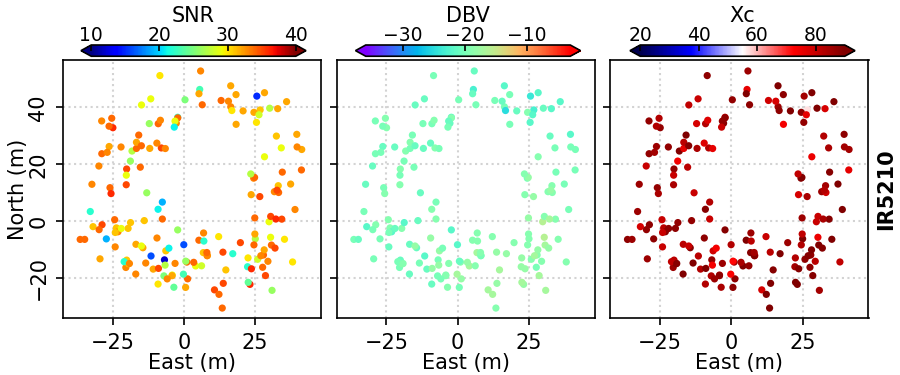 SNR DBV Xc
10 20 30 40 −30 −20 −10 20 40 60 80
North (m)
40
20
0
−20
−25 0 25 −25 0 25 −25 0 25
East (m) East (m) East (m)
IR5210